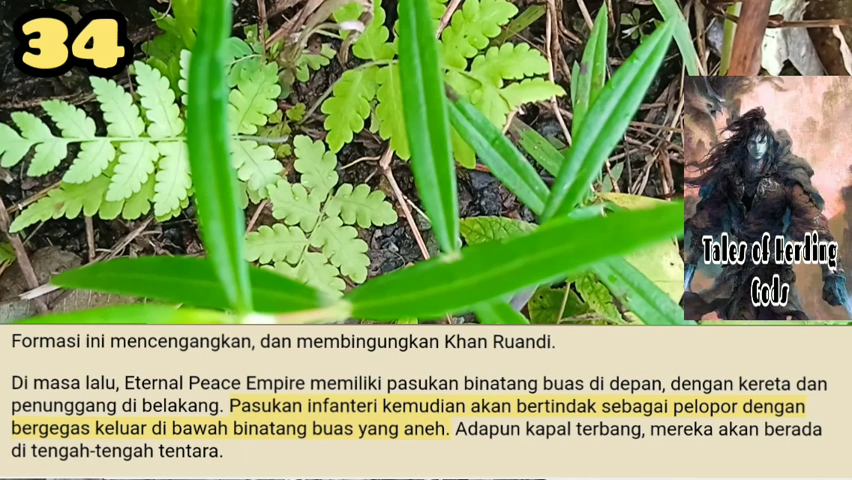 34
Tales of Herding
Gods
Formasi ini mencengangkan, dan membingungkan Khan Ruandi.
Di masa lalu, Eternal Peace Empire memiliki pasukan binatang buas di depan, dengan kereta dan
penunggang di belakang. Pasukan infanteri kemudian akan bertindak sebagai pelopor dengan
bergegas keluar di bawah binatang buas yang aneh. Adapun kapal terbang, mereka akan berada
di tengah-tengah tentara.